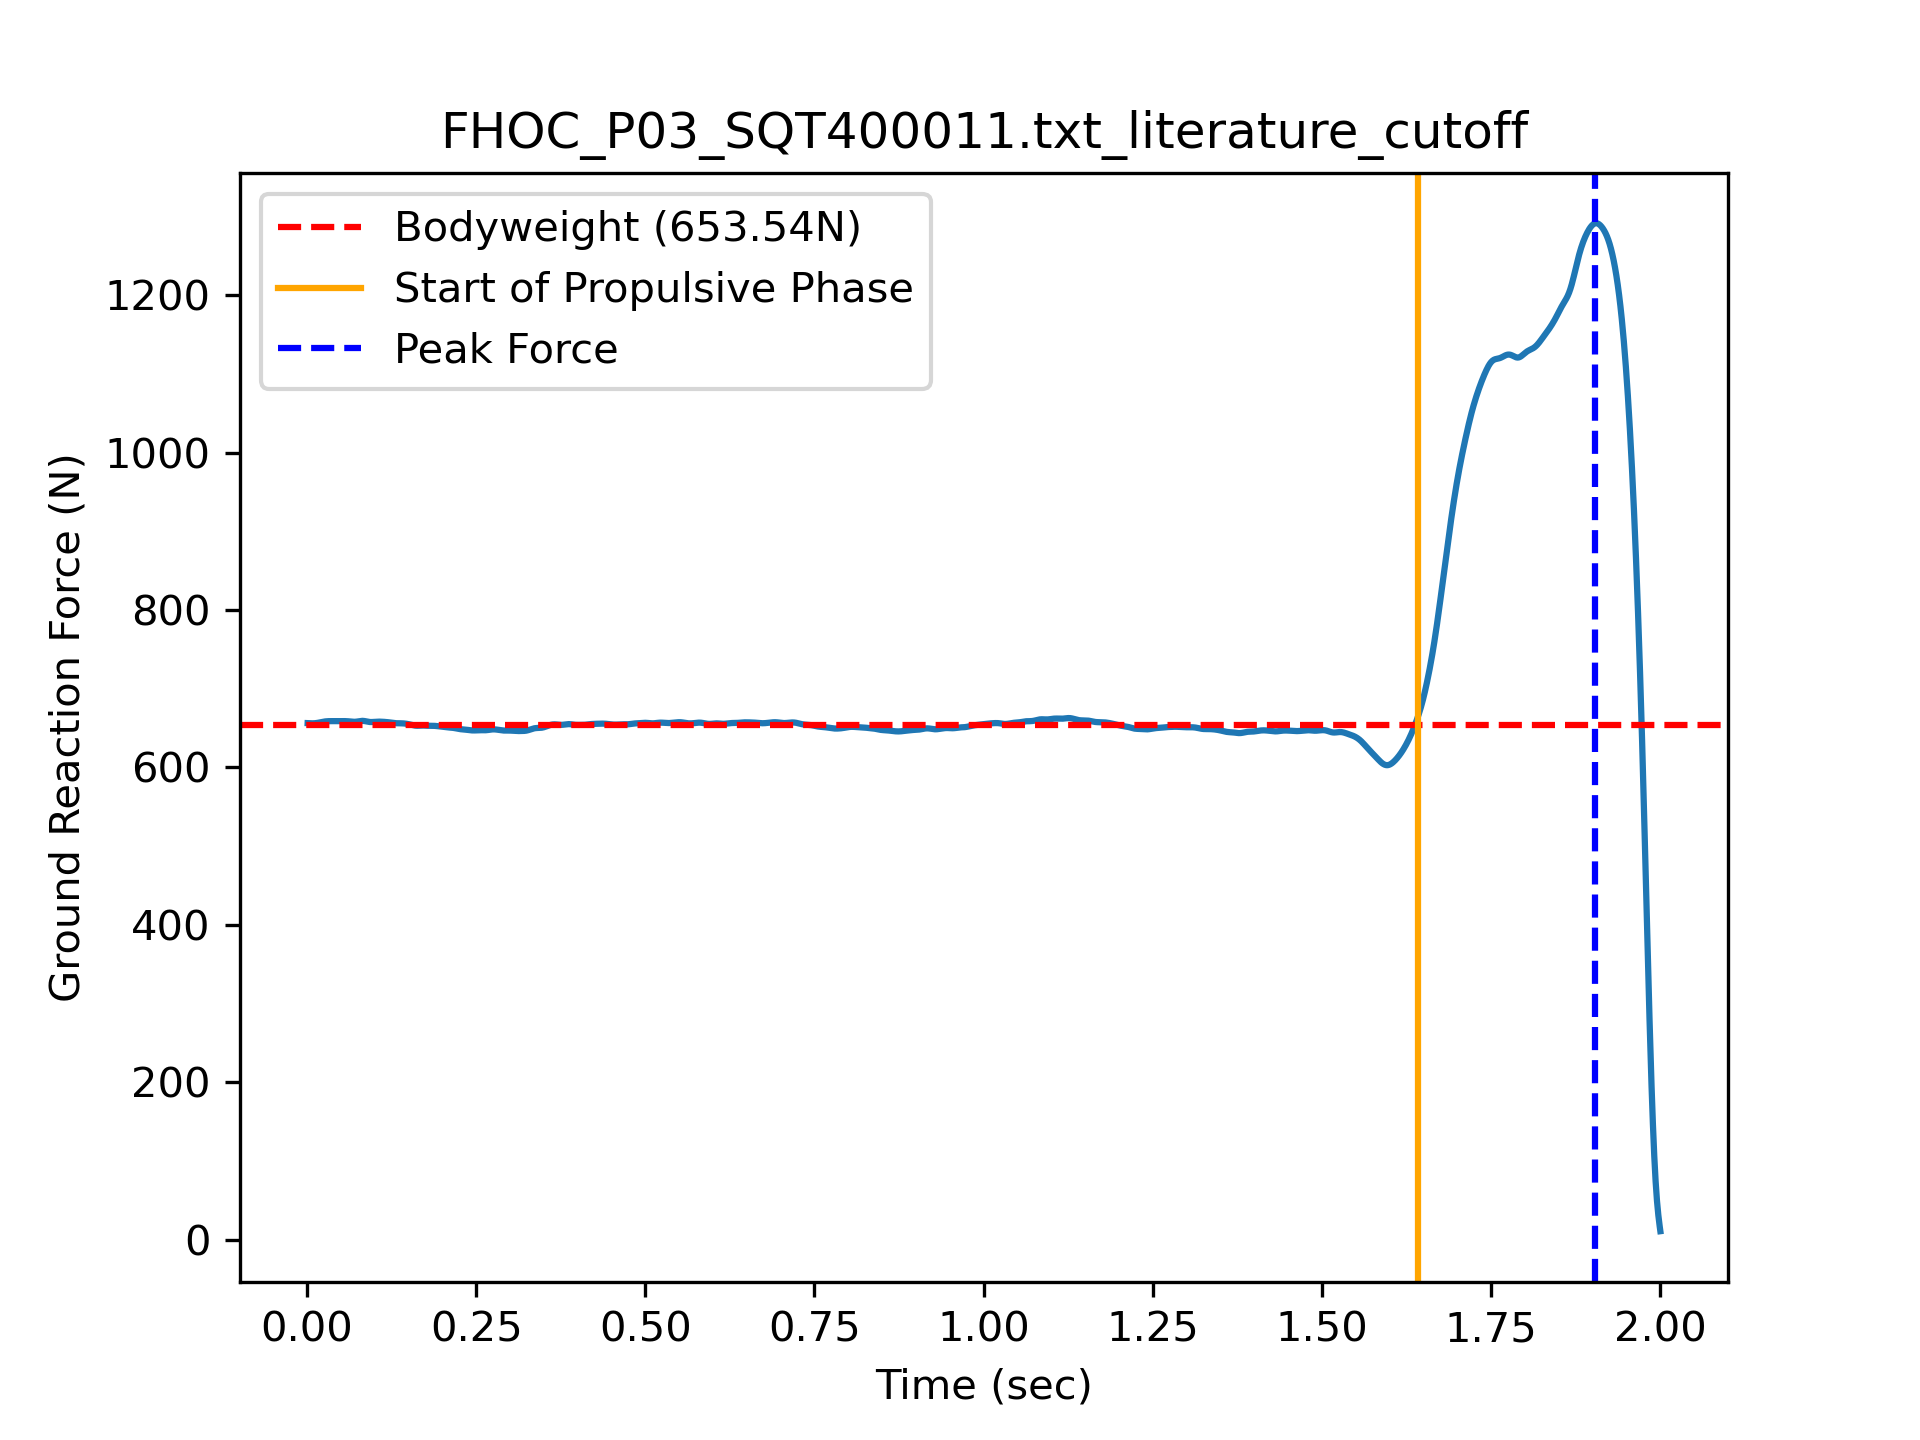 FHOC_P03_SQT400011.txt_literature_cutoff
Bodyweight (653.54N)
Start of Propulsive Phase
Peak Force
Ground Reaction Force (N)
1200
1000
800
600
400
200
0
0.00 0.25 0.50 0.75 1.00 1.25 1.50 1.75 2.00
Time (sec)